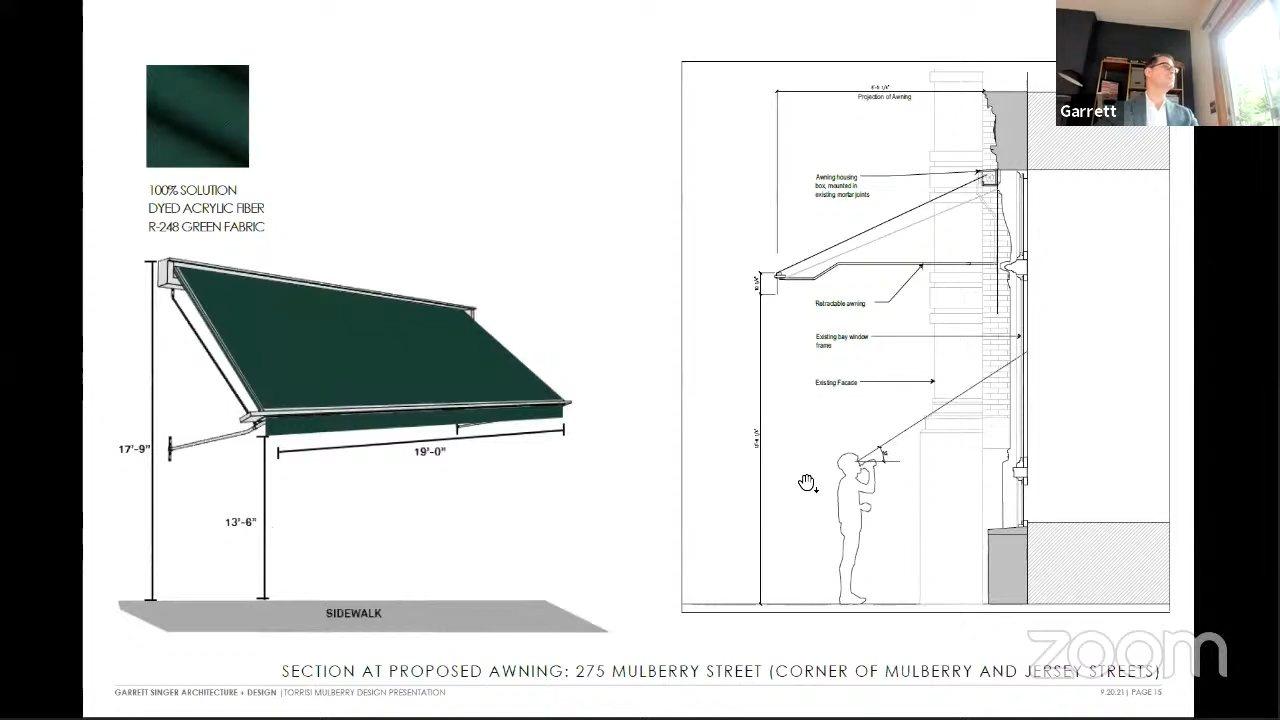 Garrett
100% SOLUTION
DYED ACRYLIC FIBER
R-248 GREEN FABRIC
17'-9"
19'-0"
13'-6"
SIDEWALK
Projection of Awning
Awning housing
box, mounted in
existing mortar joints
Retractable awning
Existing bay window
frame
Existing Facade
zoom
SECTION AT PROPOSED AWNING: 275 MULBERRY STREET (CORNER OF MULBERRY AND JERSEY STREETS)
GARRETT SINGER ARCHITECTURE + DESIGN |TORRISI MULBERRY DESIGN PRESENTATION
9.20.21| PAGE 15